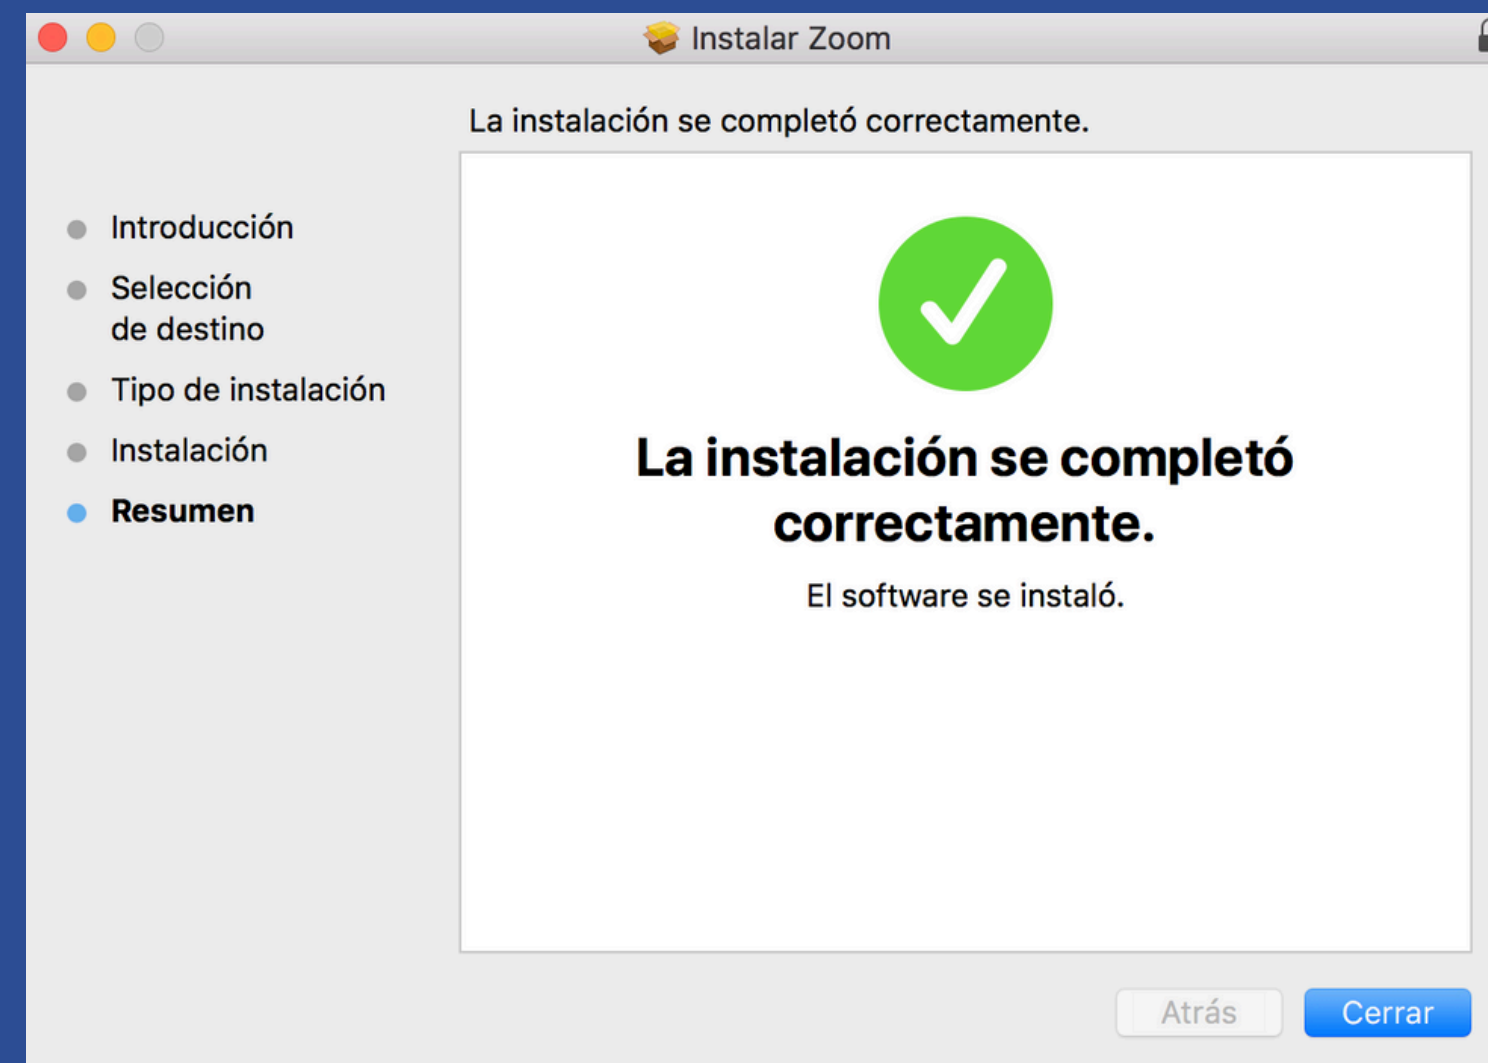 Instalar Zoom
La instalación se completó correctamente.
Introducción
Selección
de destino
Tipo de instalación
Instalación
Resumen
La instalación se completó
correctamente.
El software se instaló.
Atrás
Cerrar